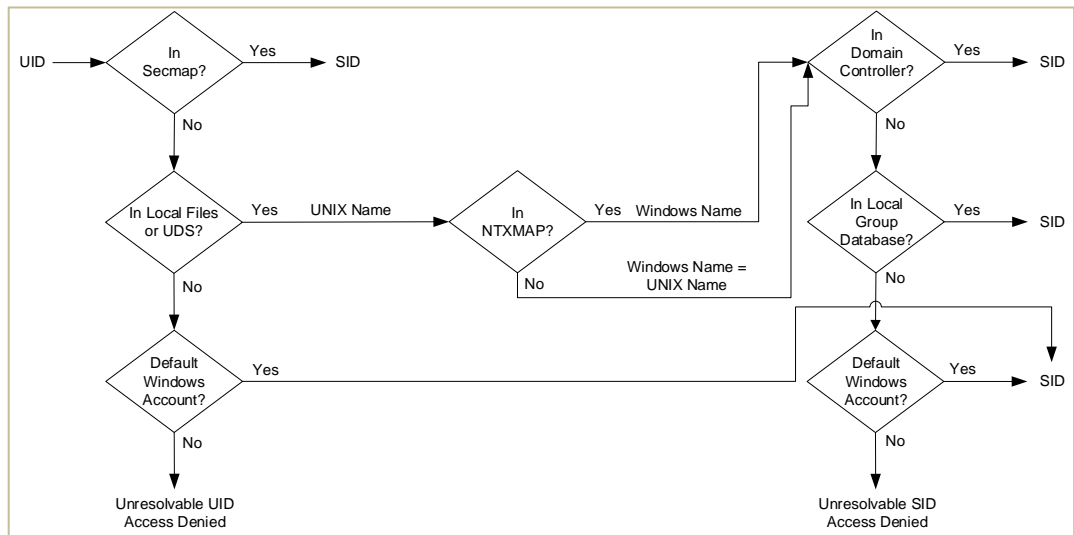 UID
In
Secmap?
Yes
SID
No
In
Domain
Controller?
Yes
SID
No
In Local Files
or UDS?
Yes
UNIX Name
No
In
NTXMAP?
Yes
Windows Name
No
Windows Name =
UNIX Name
In Local
Group
Database?
Yes
SID
No
Default
Windows
Account?
Yes
No
Default
Windows
Account?
Yes
SID
No
Unresolvable UID
Access Denied
Unresolvable SID
Access Denied